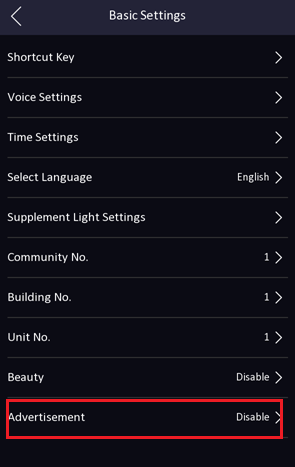 Basic Settings
Shortcut Key
Voice Settings
Time Settings
Select Language English
Supplement Light Settings
Community No. 1
Building No. 1
Unit No. 1
Beauty Disable
Advertisement Disable